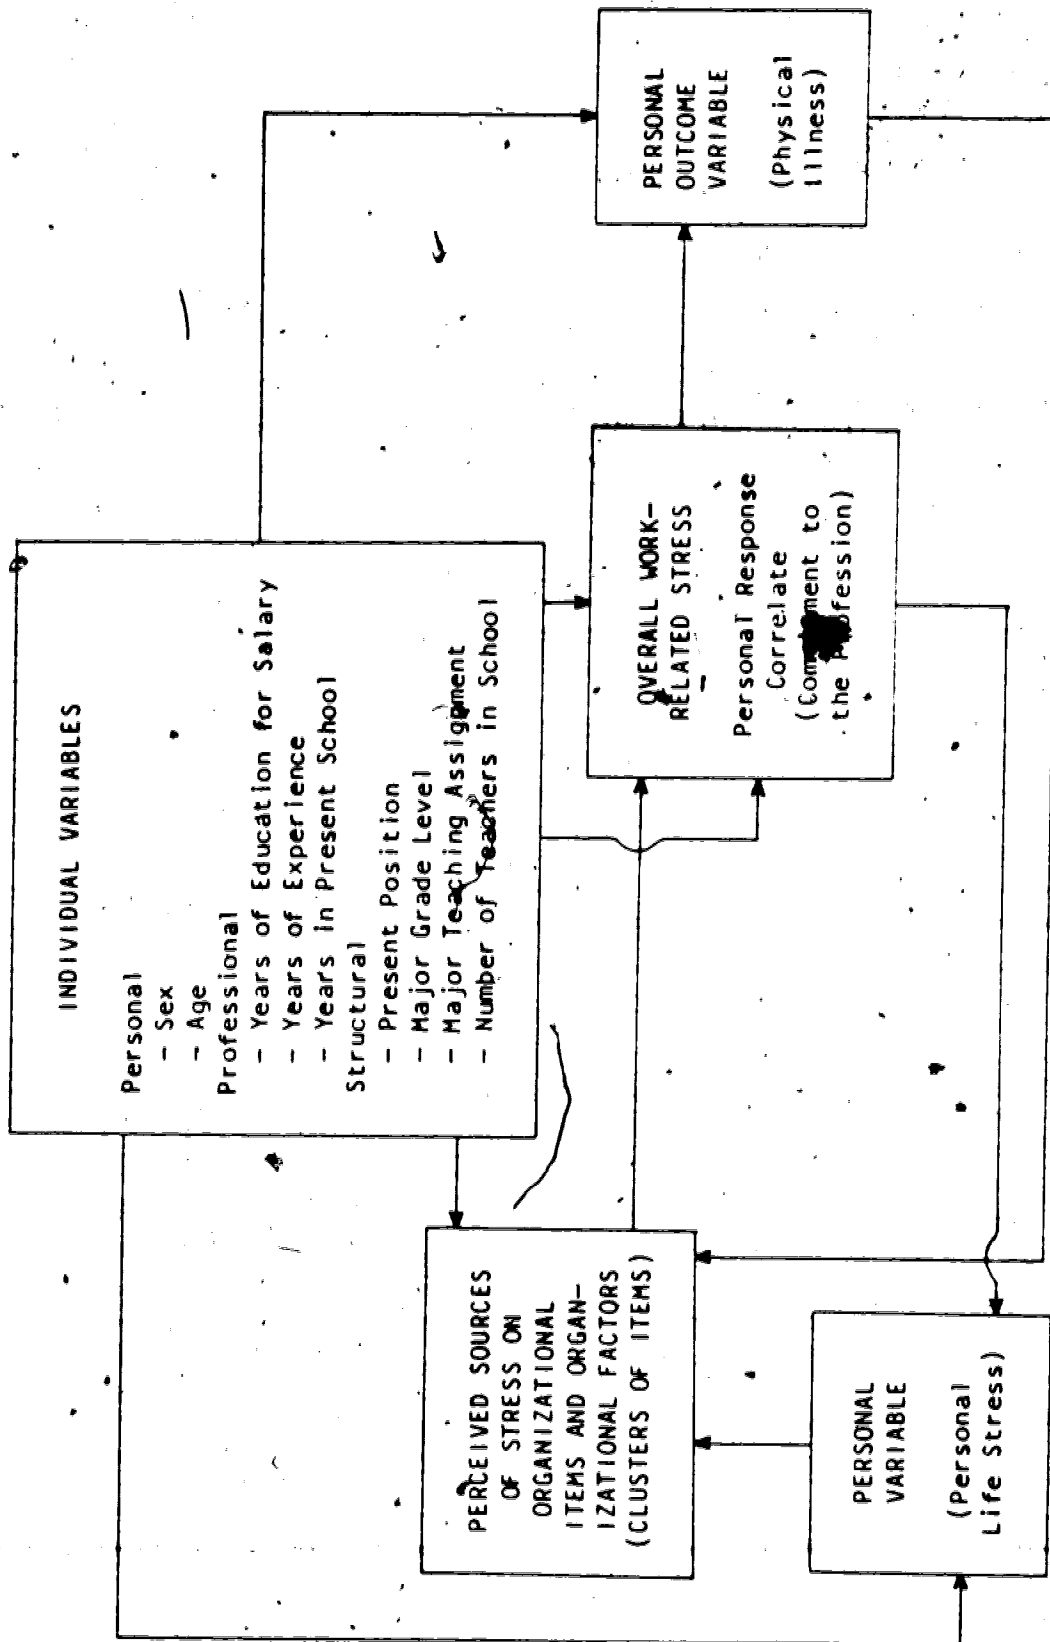 INDIVIDUAL VARIABLES
Personal
- Sex
- Age
Professional
- Years of Education for Salary
- Years of Experience
- Years in Present School
Structural
- Present Position
- Major Grade Level
- Major Teaching Assignment
- Number of Teachers in School
PERCEIVED SOURCES
OF STRESS ON
ORGANIZATIONAL
ITEMS AND ORGAN-
IZATIONAL FACTORS
(CLUSTERS OF ITEMS)
OVERALL WORK-
RELATED STRESS
Personal Response
Correlate
(Commitment to
the Profession)
PERSONAL
OUTCOME
VARIABLE
(Physical
Illness)
PERSONAL
VARIABLE
(Personal
Life Stress)